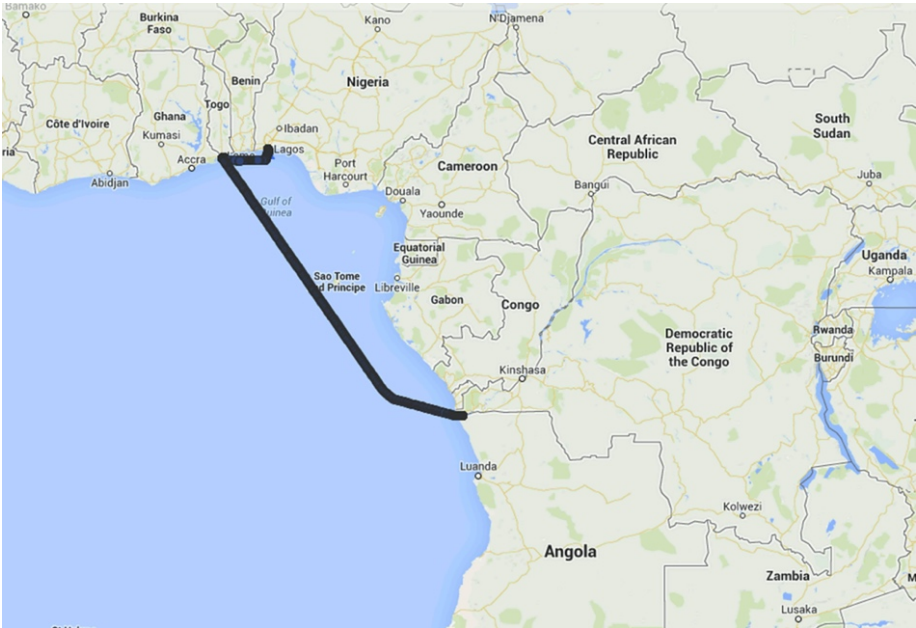 Bamako
Burkina
Faso
Kano
N'Djamena
Benin
Nigeria
Togo
Ghana
Côte d'Ivoire
Kumasi
Ibadan
Lagos
Accra
Abidjan
Port
Harcourt
Cameroon
Central African
Republic
South
Sudan
Juba
Bangui
Douala
Yaounde
Gulf of
Equatorial
Guinea
Sao Tome
Principe
Libreville
Gabon
Congo
Uganda
Kampala
Democratic
Republic of
the Congo
Rwanda
Burundi
Kinshasa
Luanda
Kolwezi
Angola
Zambia
Lusaka